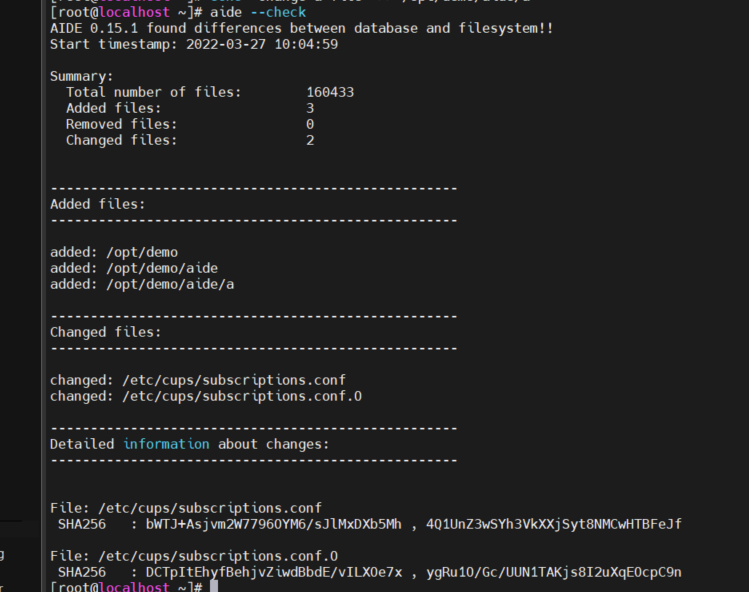 [root@localhost ~]# aide --check
AIDE 0.15.1 found differences between database and filesystem!!
Start timestamp: 2022-03-27 10:04:59
Summary:
Total number of files: 160433
Added files: 3
Removed files: 0
Changed files: 2
---------------------------------------------------
Added files:
---------------------------------------------------
added: /opt/demo
added: /opt/demo/aide
added: /opt/demo/aide/a
---------------------------------------------------
Changed files:
---------------------------------------------------
changed: /etc/cups/subscriptions.conf
changed: /etc/cups/subscriptions.conf.O
---------------------------------------------------
Detailed information about changes:
---------------------------------------------------
File: /etc/cups/subscriptions.conf
SHA256 : bWTJ+Asjvm2W7796OYM6/sJlMxDXb5Mh , 4Q1UnZ3wSYh3VkXXjSyt8NMCwHTBFeJf
File: /etc/cups/subscriptions.conf.O
SHA256 : DCTpItEhyfBehjvZiwdBbdE/vILXOe7x , ygRu1O/Gc/UUN1TAKjs8I2uXqEOcpC9n
[root@localhost ~]#